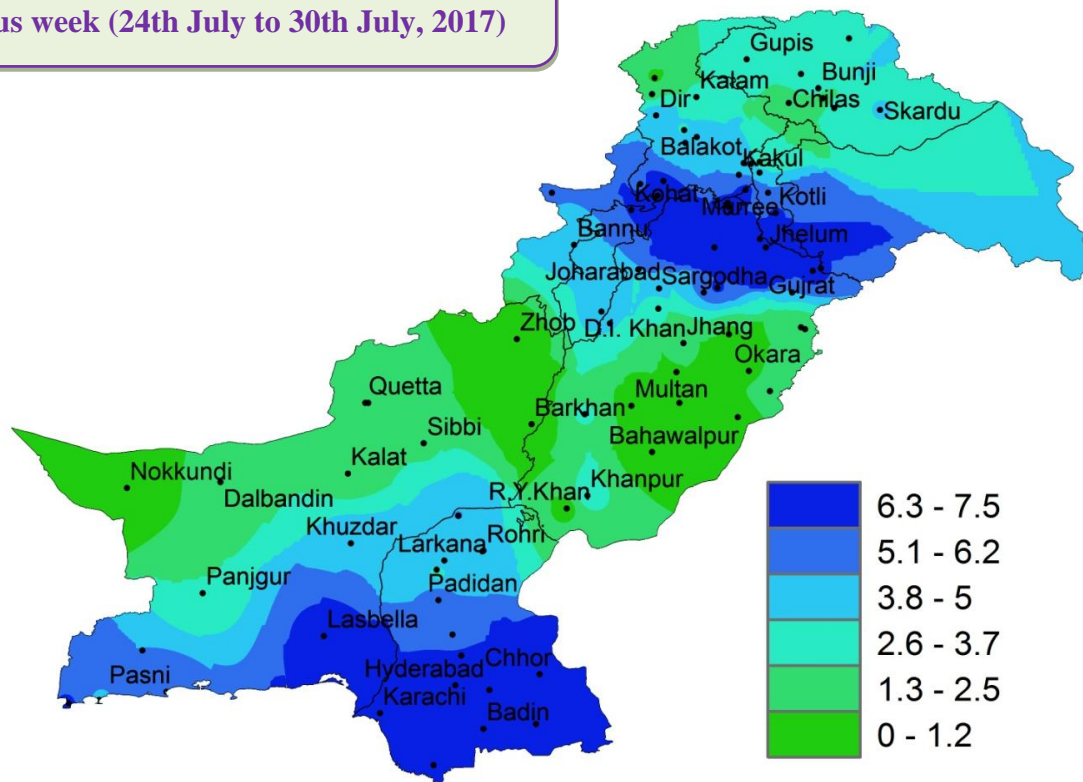 us week (24th July to 30th July, 2017)
Gupis
Bunji
Kalam
Dir
Chilas
Skardu
Balakot
Kakul
Kohat
Kotli
Murree
Bannu
Jhelum
Joharabad
Sargodha
Gujrat
Zhob
D.I. Khan
Jhang
Okara
Quetta
Multan
Barkhan
Sibbi
Bahawalpur
Kalat
Nokkundi
Khanpur
Dalbandin
R.Y.Khan
Khuzdar
Rohri
Larkana
Panjgur
Padidan
Lasbella
Chhor
Hyderabad
Pasni
Karachi
Badin
6.3 - 7.5
5.1 - 6.2
3.8 - 5
2.6 - 3.7
1.3 - 2.5
0 - 1.2